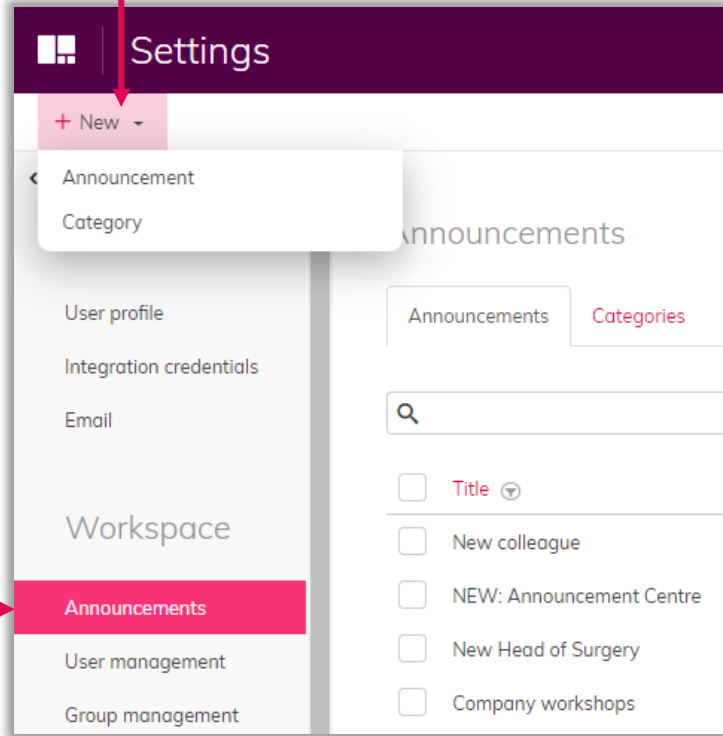 Settings
+ New
Announcement
Category
User profile
Integration credentials
Email
Workspace
Announcements
User management
Group management
nnouncements
Announcements Categories
Title
New colleague
NEW: Announcement Centre
New Head of Surgery
Company workshops